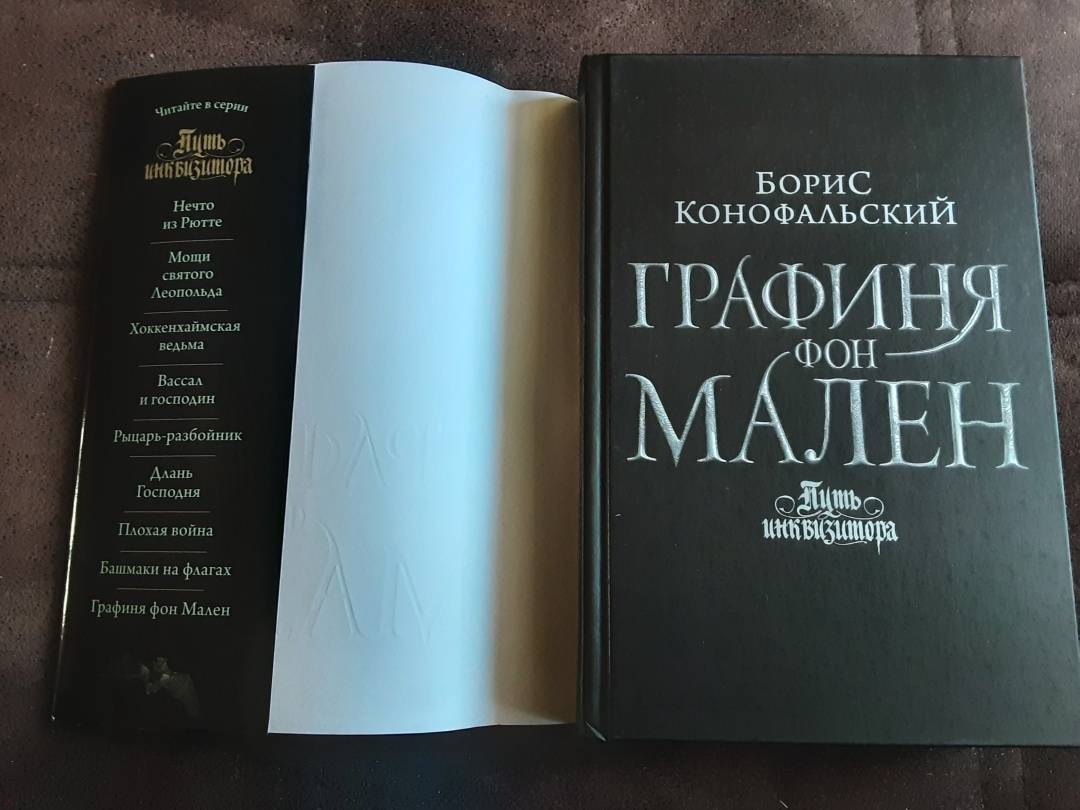 Читайте в серии
Путь
инквизитора
Нечто
из Рютте
Мощи
святого
Леопольда
Хоккенхаймская
ведьма
Вассал
и господин
Рыцарь-разбойник
Длань
Господня
Плохая война
Башмаки на флагах
Графиня фон Мален
Борис
Конофальский
ГРАФИНЯ
ФОН
МАЛЕН
Путь
инквизитора